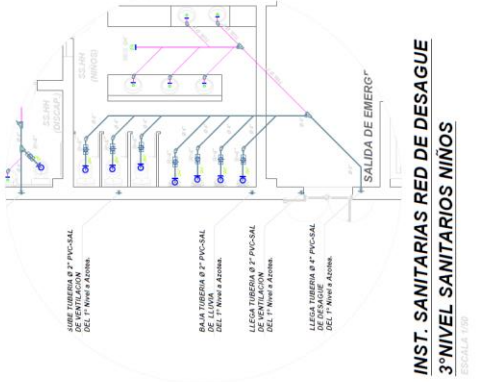 SS.HH
(DISCAP.)
SS.HH
(NIÑOS)
SALIDA DE EMERG
SUBE TUBERIA Ø 2" PVC-SAL
DE VENTILACION
DEL 1° Nivel a Azotea.
BAJA TUBERIA Ø 2" PVC-SAL
DE LLUVIA
DEL 1° Nivel a Azotea.
LLEGA TUBERIA Ø 2" PVC-SAL
DE VENTILACION
DEL 1° Nivel a Azotea.
LLEGA TUBERIA Ø 4" PVC-SAL
DE DESAGUE
DEL 1° Nivel a Azotea.
INST. SANITARIAS RED DE DESAGUE
3°NIVEL SANITARIOS NIÑOS
ESCALA 1/50